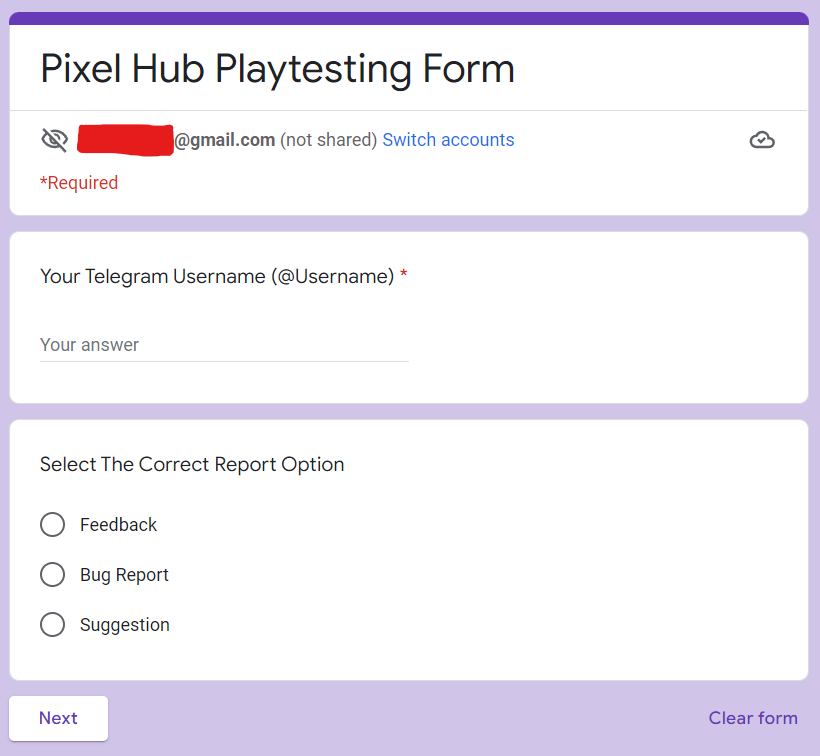 Pixel Hub Playtesting Form
@gmail.com (not shared) Switch accounts
*Required
Your Telegram Username (@Username) *
Your answer
Select The Correct Report Option
Feedback
Bug Report
Suggestion
Next Clear form